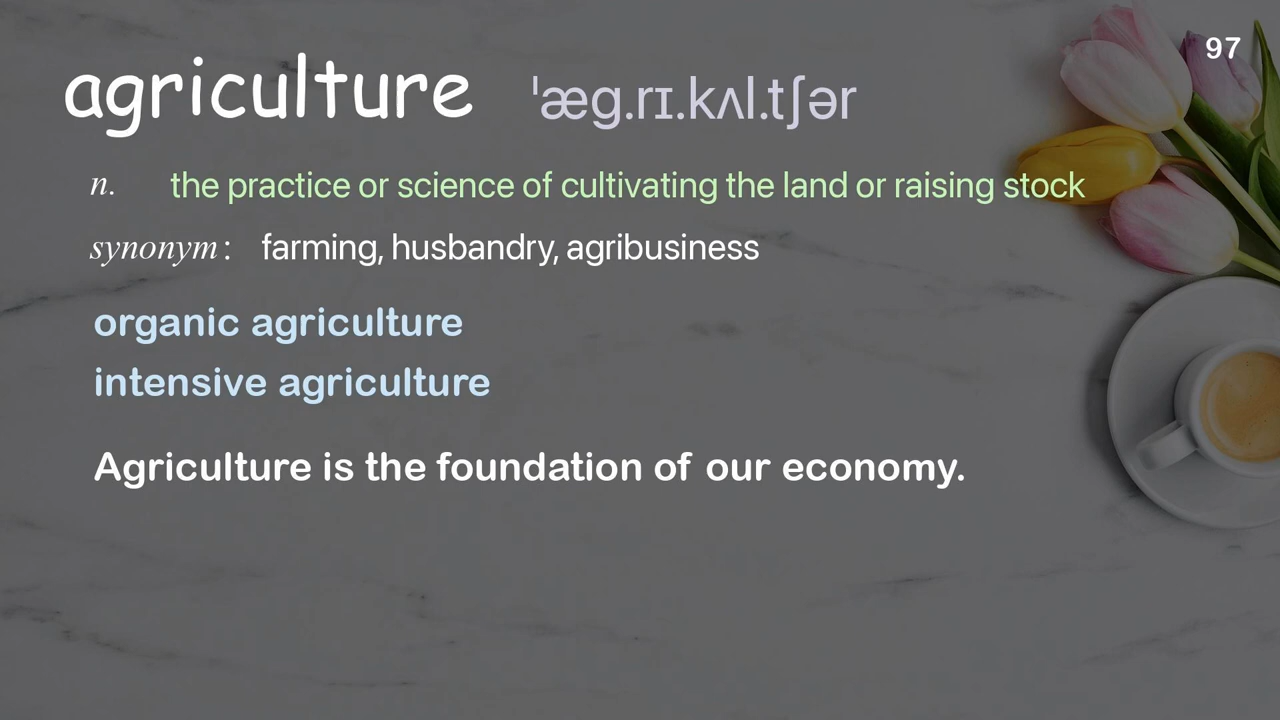 97
agriculture ˈæɡ.rɪ.kʌl.tʃər
n. the practice or science of cultivating the land or raising stock
synonym: farming, husbandry, agribusiness
organic agriculture
intensive agriculture
Agriculture is the foundation of our economy.